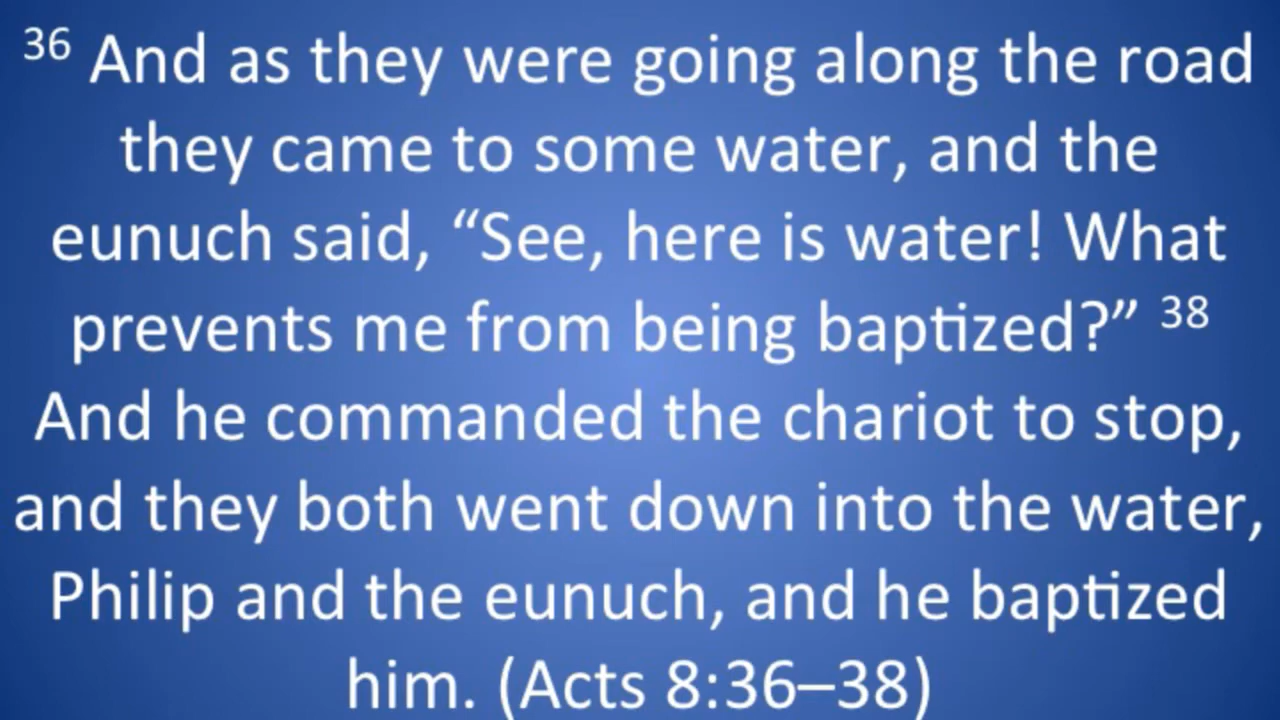 36 And as they were going along the road
they came to some water, and the
eunuch said, “See, here is water! What
prevents me from being baptized?” 38
And he commanded the chariot to stop,
and they both went down into the water,
Philip and the eunuch, and he baptized
him. (Acts 8:36–38)